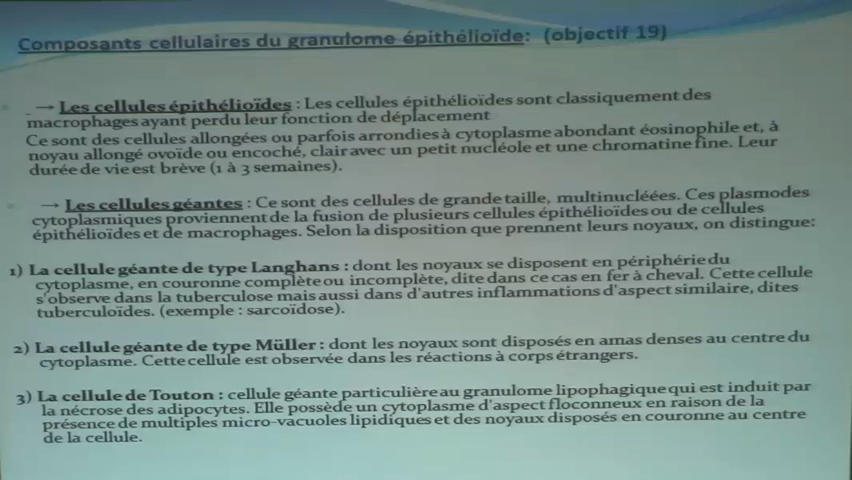 Composants cellulaires du granulome épithélioïde: (objectif 19)
→ Les cellules épithélioïdes : Les cellules épithélioïdes sont classiquement des
macrophages ayant perdu leur fonction de déplacement
Ce sont des cellules allongées ou parfois arrondies à cytoplasme abondant éosinophile et, à
noyau allongé ovoïde ou encoché, clair avec un petit nucléole et une chromatine fine. Leur
durée de vie est brève (1 à 3 semaines).
→ Les cellules géantes : Ce sont des cellules de grande taille, multinucléées. Ces plasmodes
cytoplasmiques proviennent de la fusion de plusieurs cellules épithélioïdes ou de cellules
épithélioïdes et de macrophages. Selon la disposition que prennent leurs noyaux, on distingue:
1) La cellule géante de type Langhans : dont les noyaux se disposent en périphérie du
cytoplasme, en couronne complète ou incomplète, dite dans ce cas en fer à cheval. Cette cellule
s'observe dans la tuberculose mais aussi dans d'autres inflammations d'aspect similaire, dites
tuberculoïdes. (exemple : sarcoïdose).
2) La cellule géante de type Müller : dont les noyaux sont disposés en amas denses au centre du
cytoplasme. Cette cellule est observée dans les réactions à corps étrangers.
3) La cellule de Touton : cellule géante particulière au granulome lipophagique qui est induit par
la nécrose des adipocytes. Elle possède un cytoplasme d'aspect floconneux en raison de la
présence de multiples micro-vacuoles lipidiques et des noyaux disposés en couronne au centre
de la cellule.